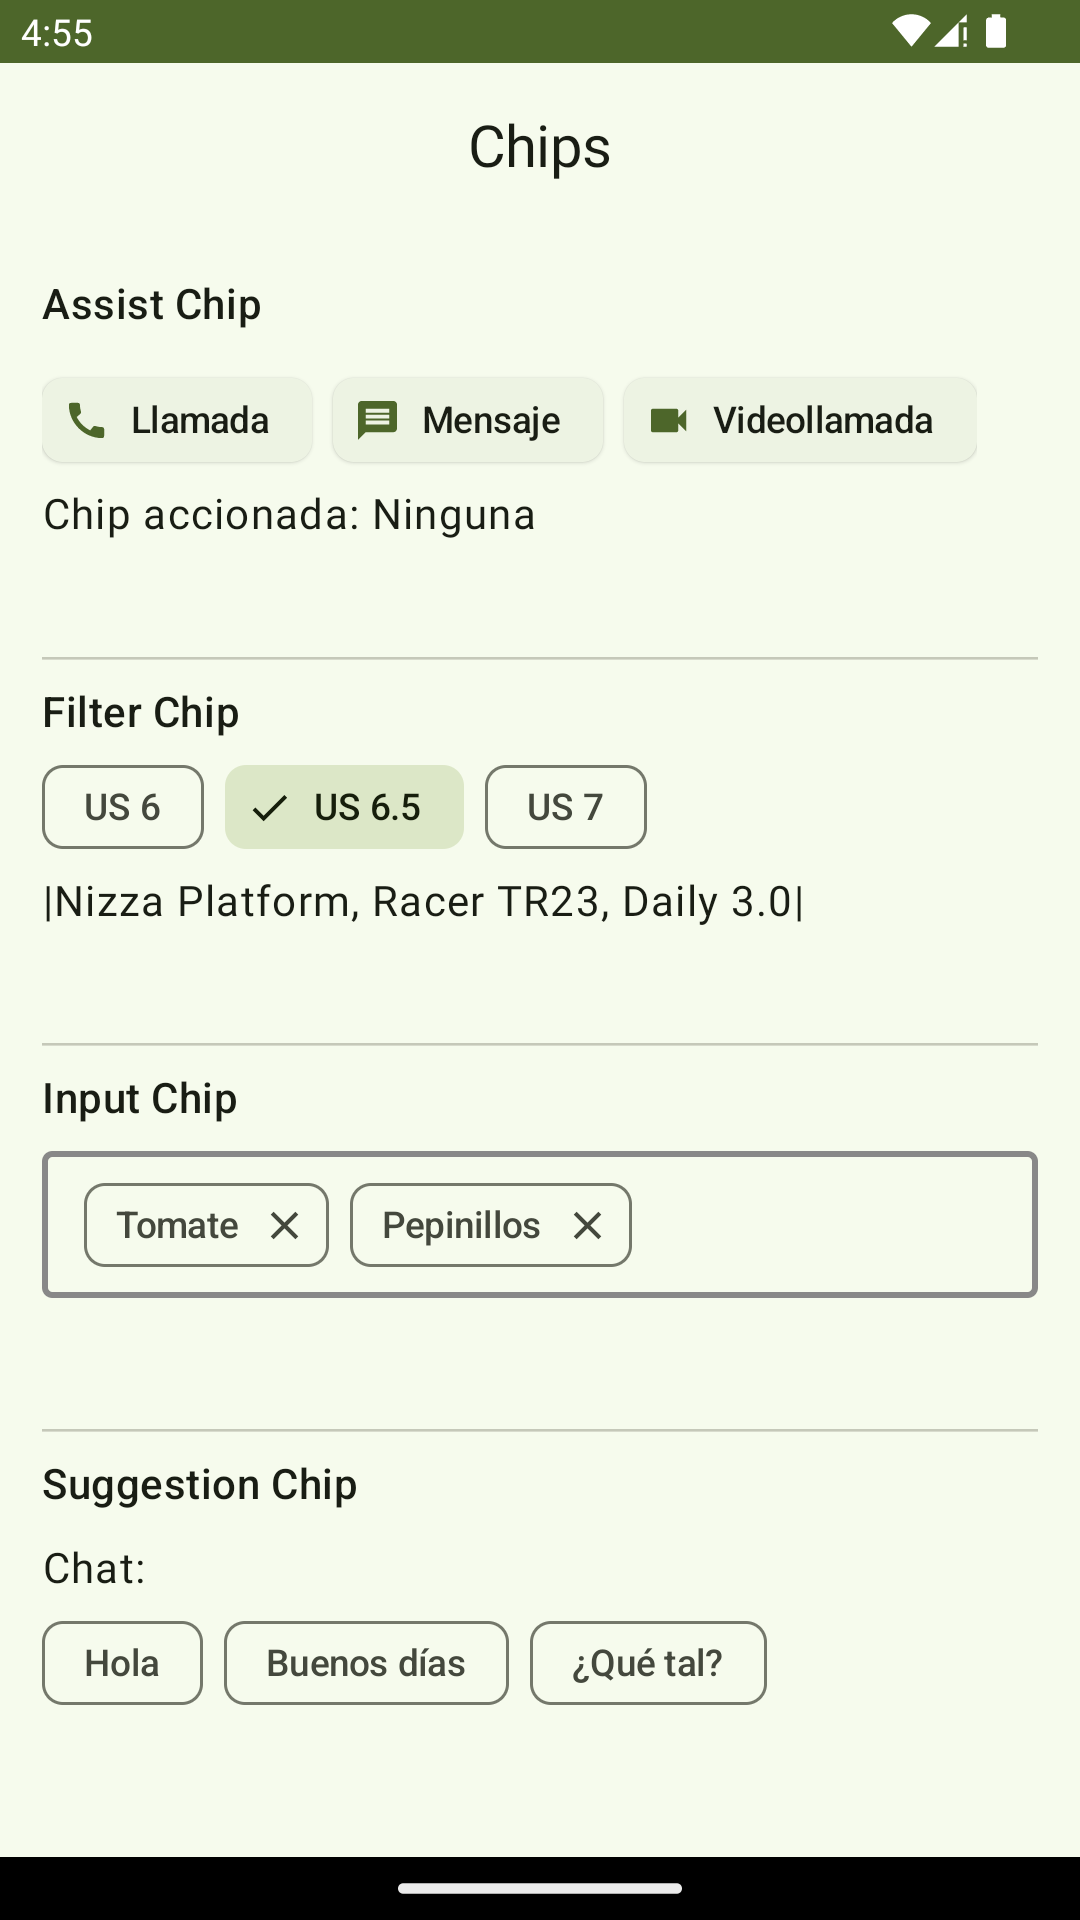 4:55
Chips
Assist Chip
Llamada Mensaje Videollamada
Chip accionada: Ninguna
Filter Chip
US 6 US 6.5 US 7
|Nizza Platform, Racer TR23, Daily 3.0|
Input Chip
Tomate Pepinillos
Suggestion Chip
Chat:
Hola Buenos días ¿Qué tal?